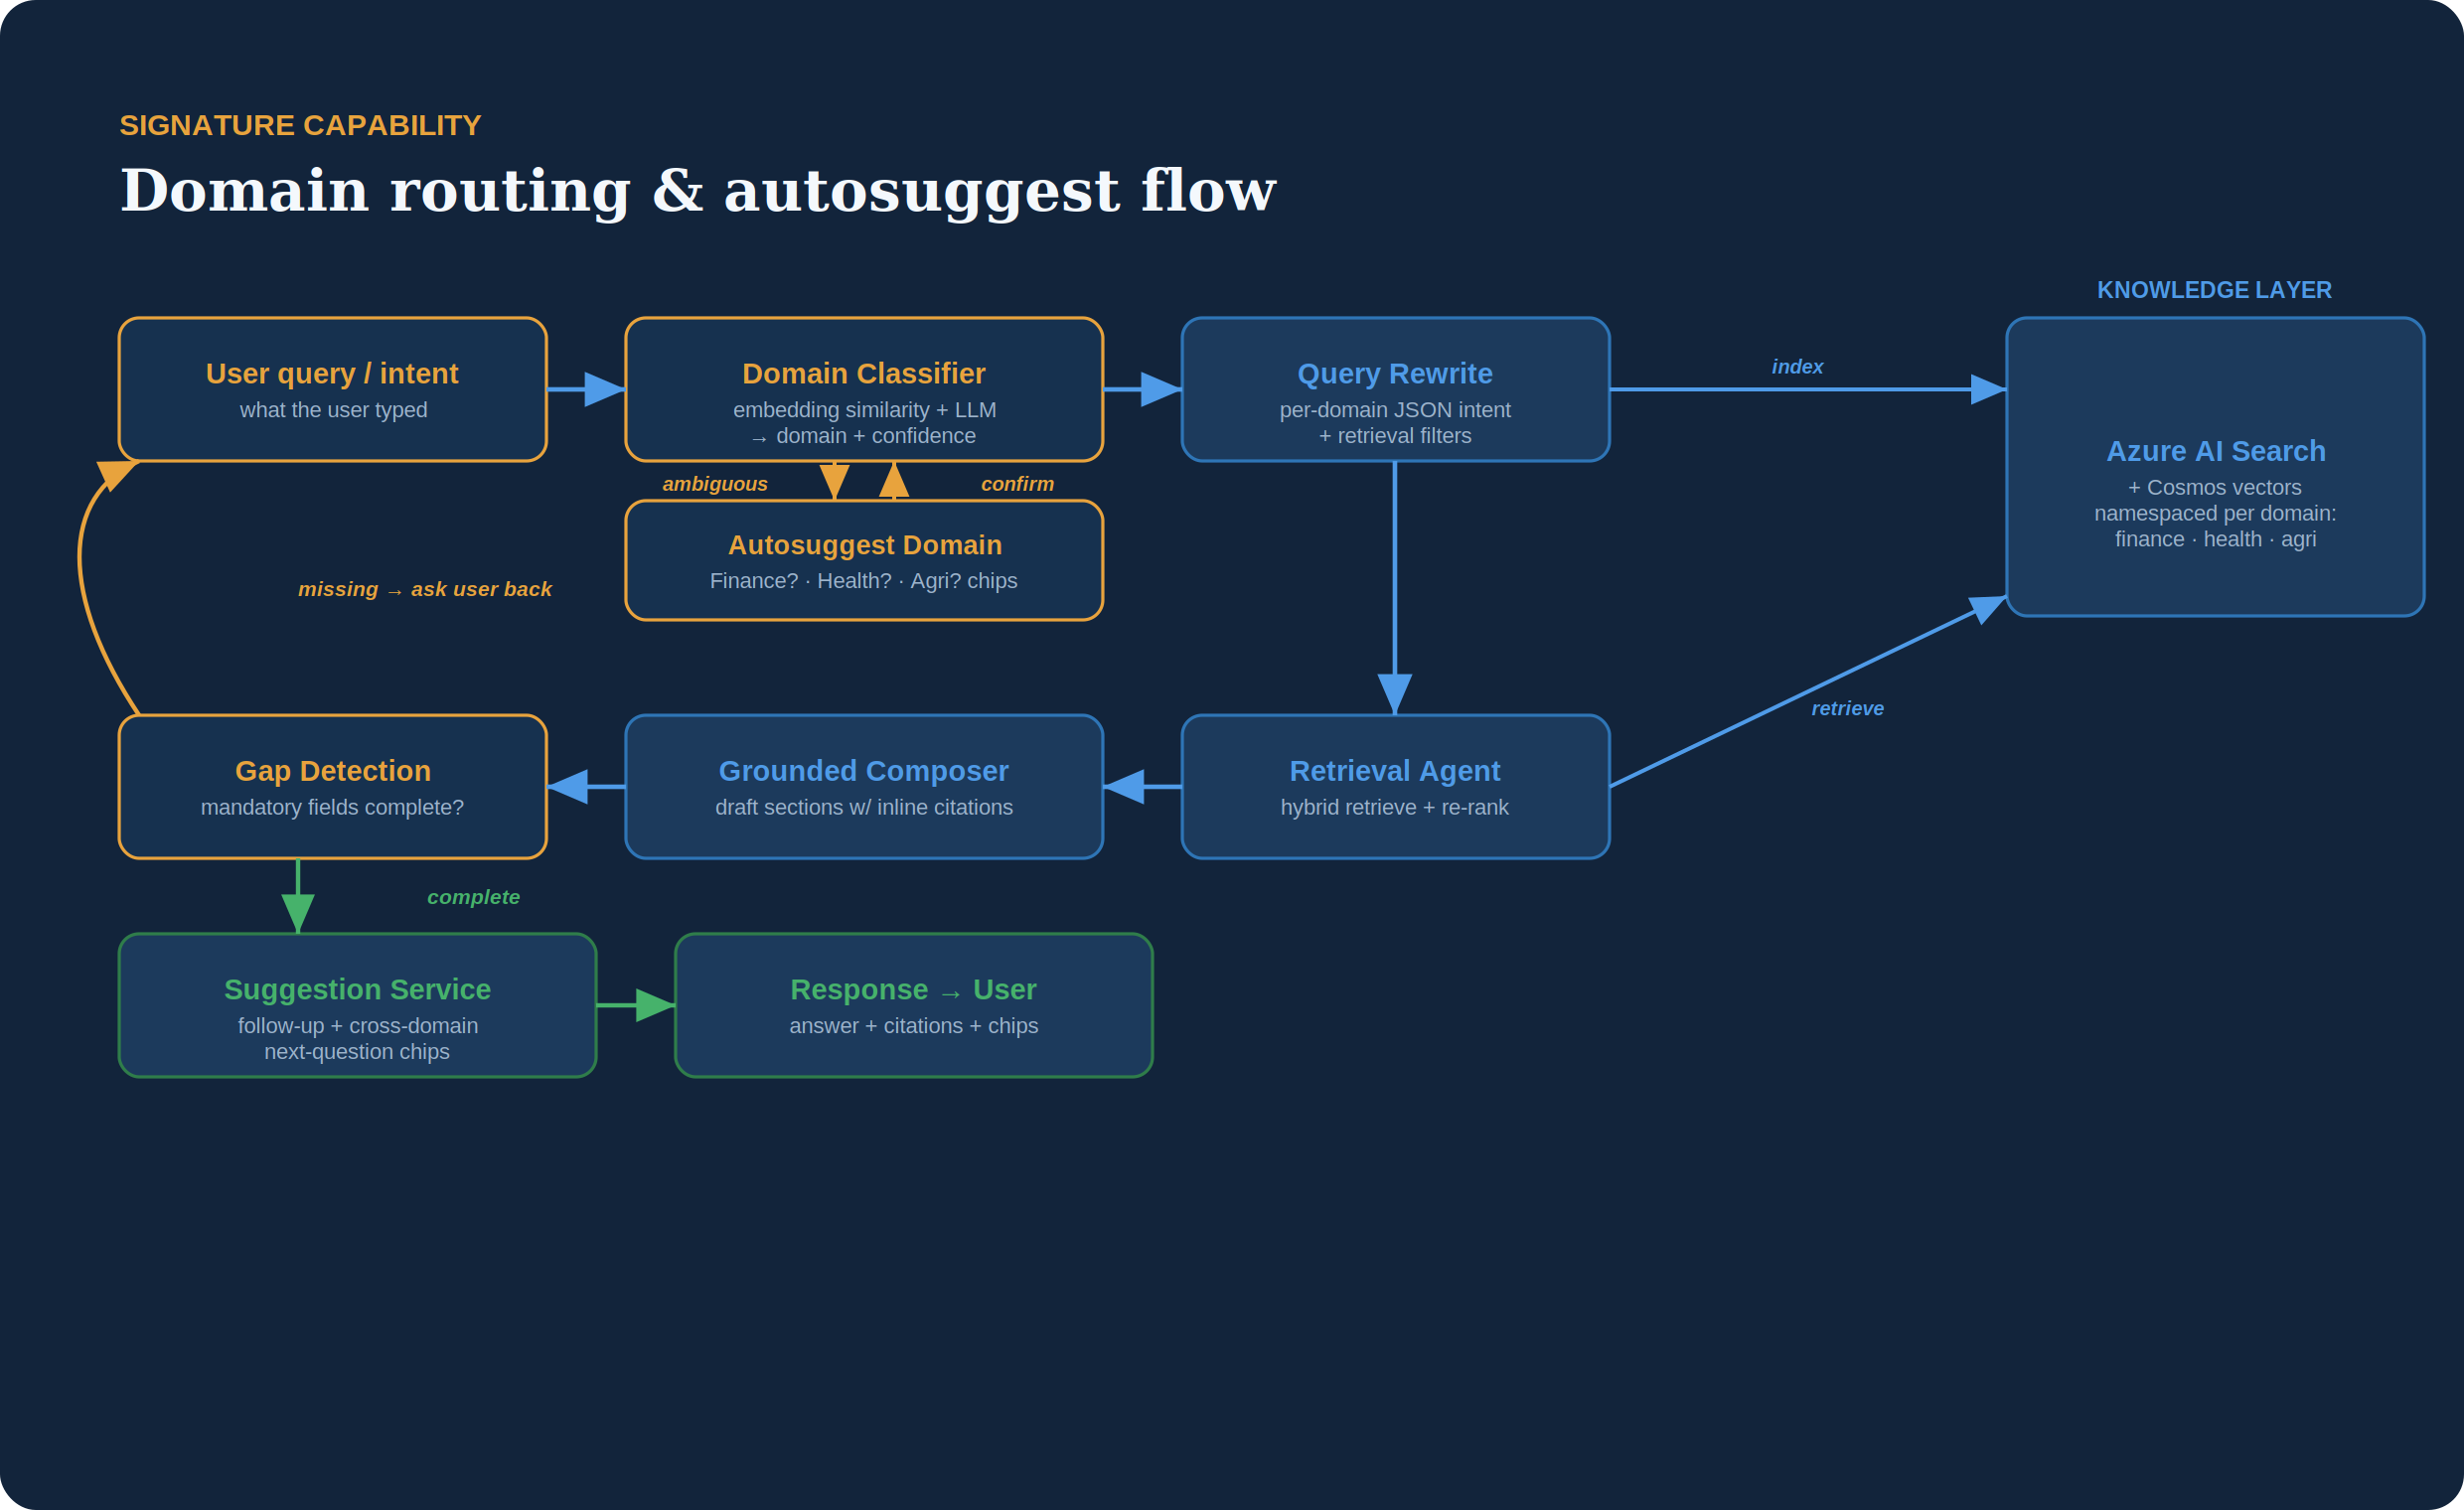 SIGNATURE CAPABILITY
Domain routing & autosuggest flow
KNOWLEDGE LAYER
User query / intent
what the user typed
Domain Classifier
embedding similarity + LLM
→ domain + confidence
Query Rewrite
per-domain JSON intent
+ retrieval filters
index
Azure AI Search
+ Cosmos vectors
namespaced per domain:
finance · health · agri
ambiguous
confirm
Autosuggest Domain
Finance? · Health? · Agri? chips
missing → ask user back
retrieve
Gap Detection
mandatory fields complete?
Grounded Composer
draft sections w/ inline citations
Retrieval Agent
hybrid retrieve + re-rank
complete
Suggestion Service
follow-up + cross-domain
next-question chips
Response → User
answer + citations + chips